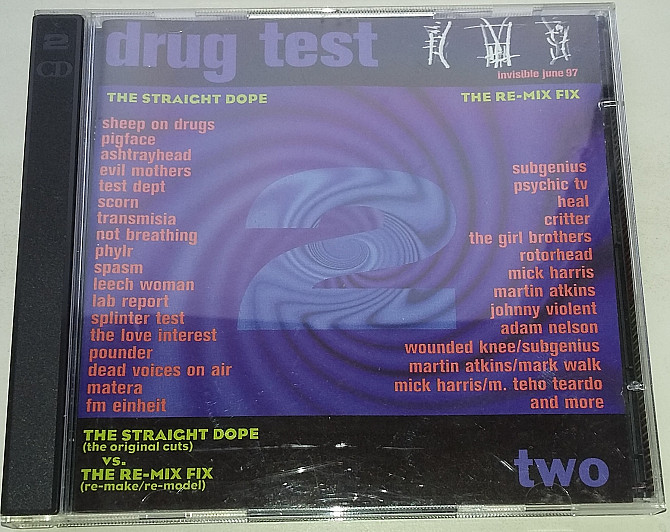 2
CD
drug test
invisible june 97
THE STRAIGHT DOPE
sheep on drugs
pigface
ashtrayhead
evil mothers
test dept
scorn
transmisia
not breathing
phylr
spasm
leech woman
lab report
splinter test
the love interest
pounder
dead voices on air
matera
fm einheit
THE RE-MIX FIX
subgenius
psychic tv
heal
critter
the girl brothers
rotorhead
mick harris
martin atkins
johnny violent
adam nelson
wounded knee/subgenius
martin atkins/mark walk
mick harris/m. teho teardo
and more
2
THE STRAIGHT DOPE
(the original cuts)
vs.
THE RE-MIX FIX
(re-make/re-model)
two